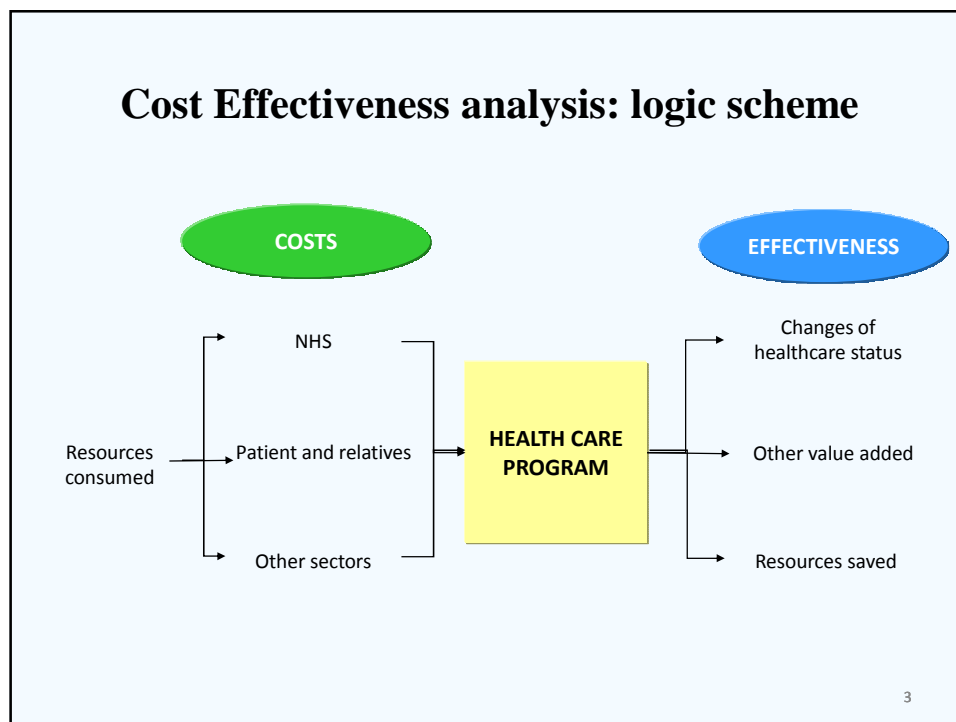 Cost Effectiveness analysis: logic scheme
COSTS
EFFECTIVENESS
Resources
consumed
NHS
Patient and relatives
Other sectors
HEALTH CARE
PROGRAM
Changes of
healthcare status
Other value added
Resources saved
3